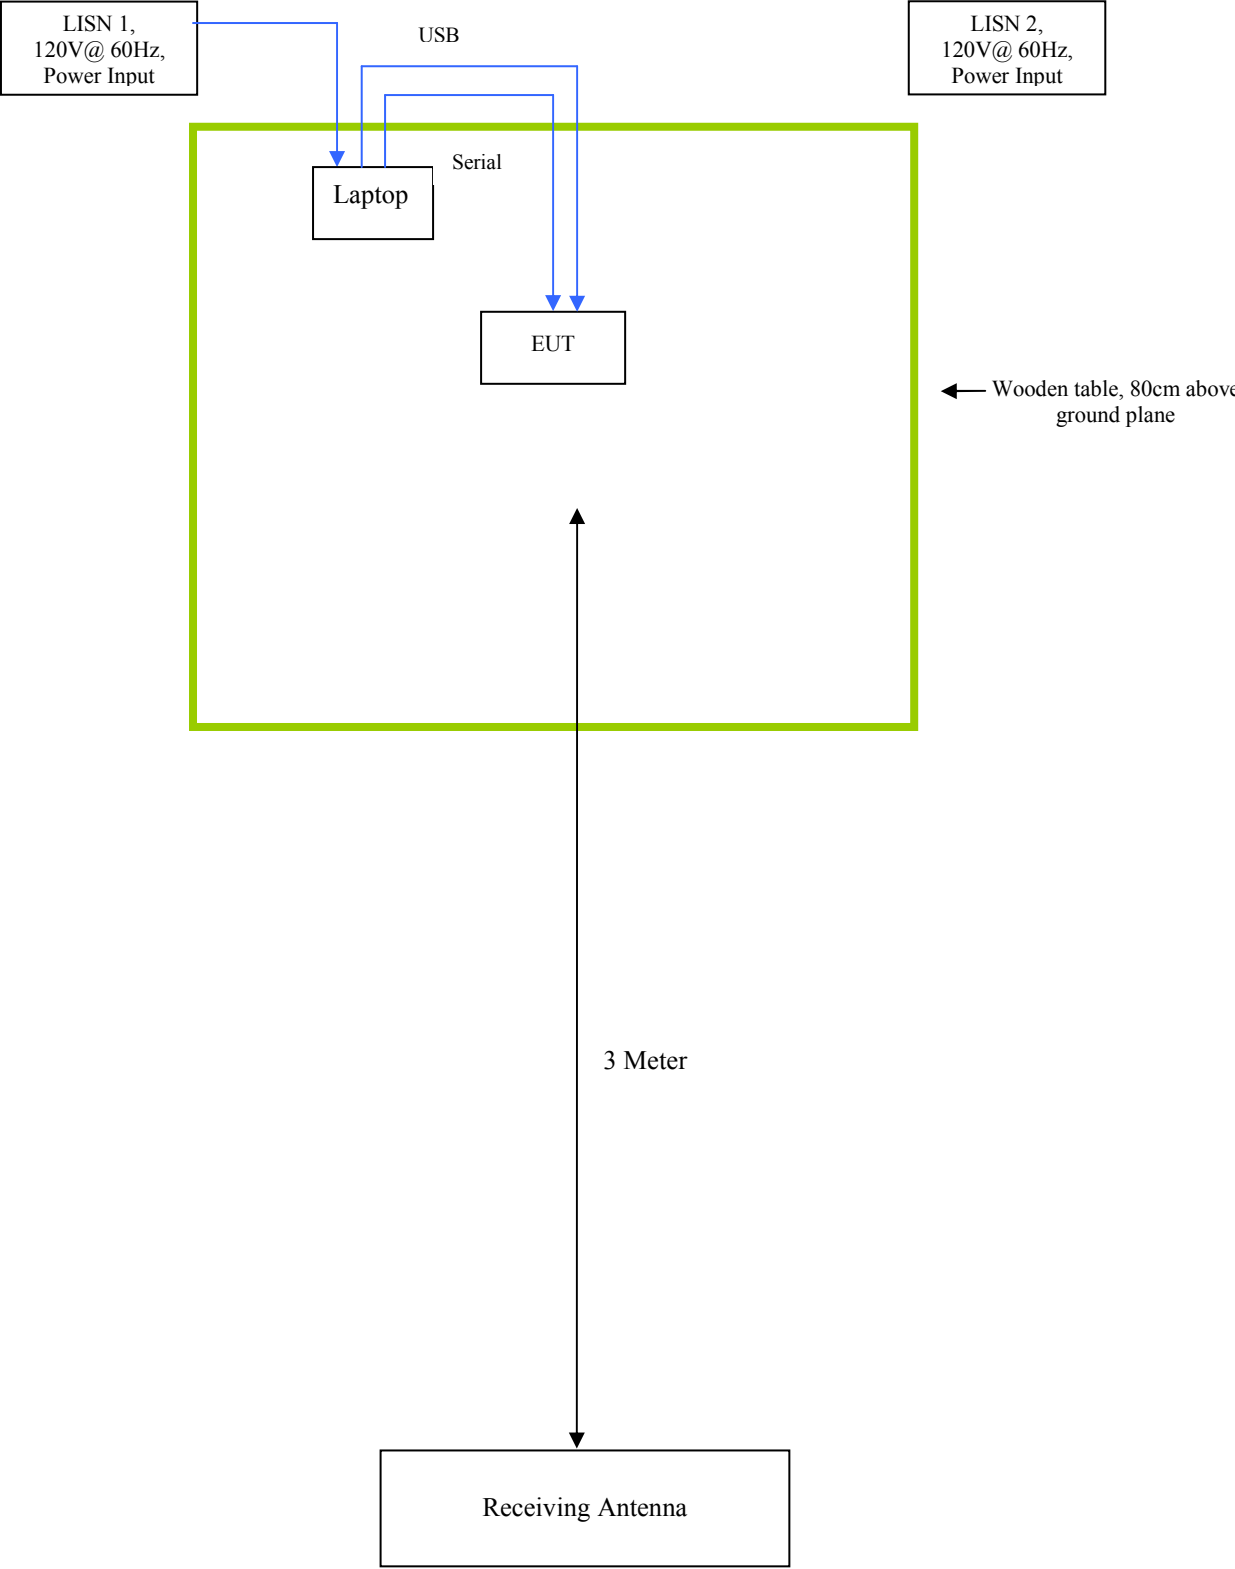 LISN 1,
120V@ 60Hz,
Power Input
USB
LISN 2,
120V@ 60Hz,
Power Input
Serial
Laptop
EUT
Wooden table, 80cm above
ground plane
3 Meter
Receiving Antenna